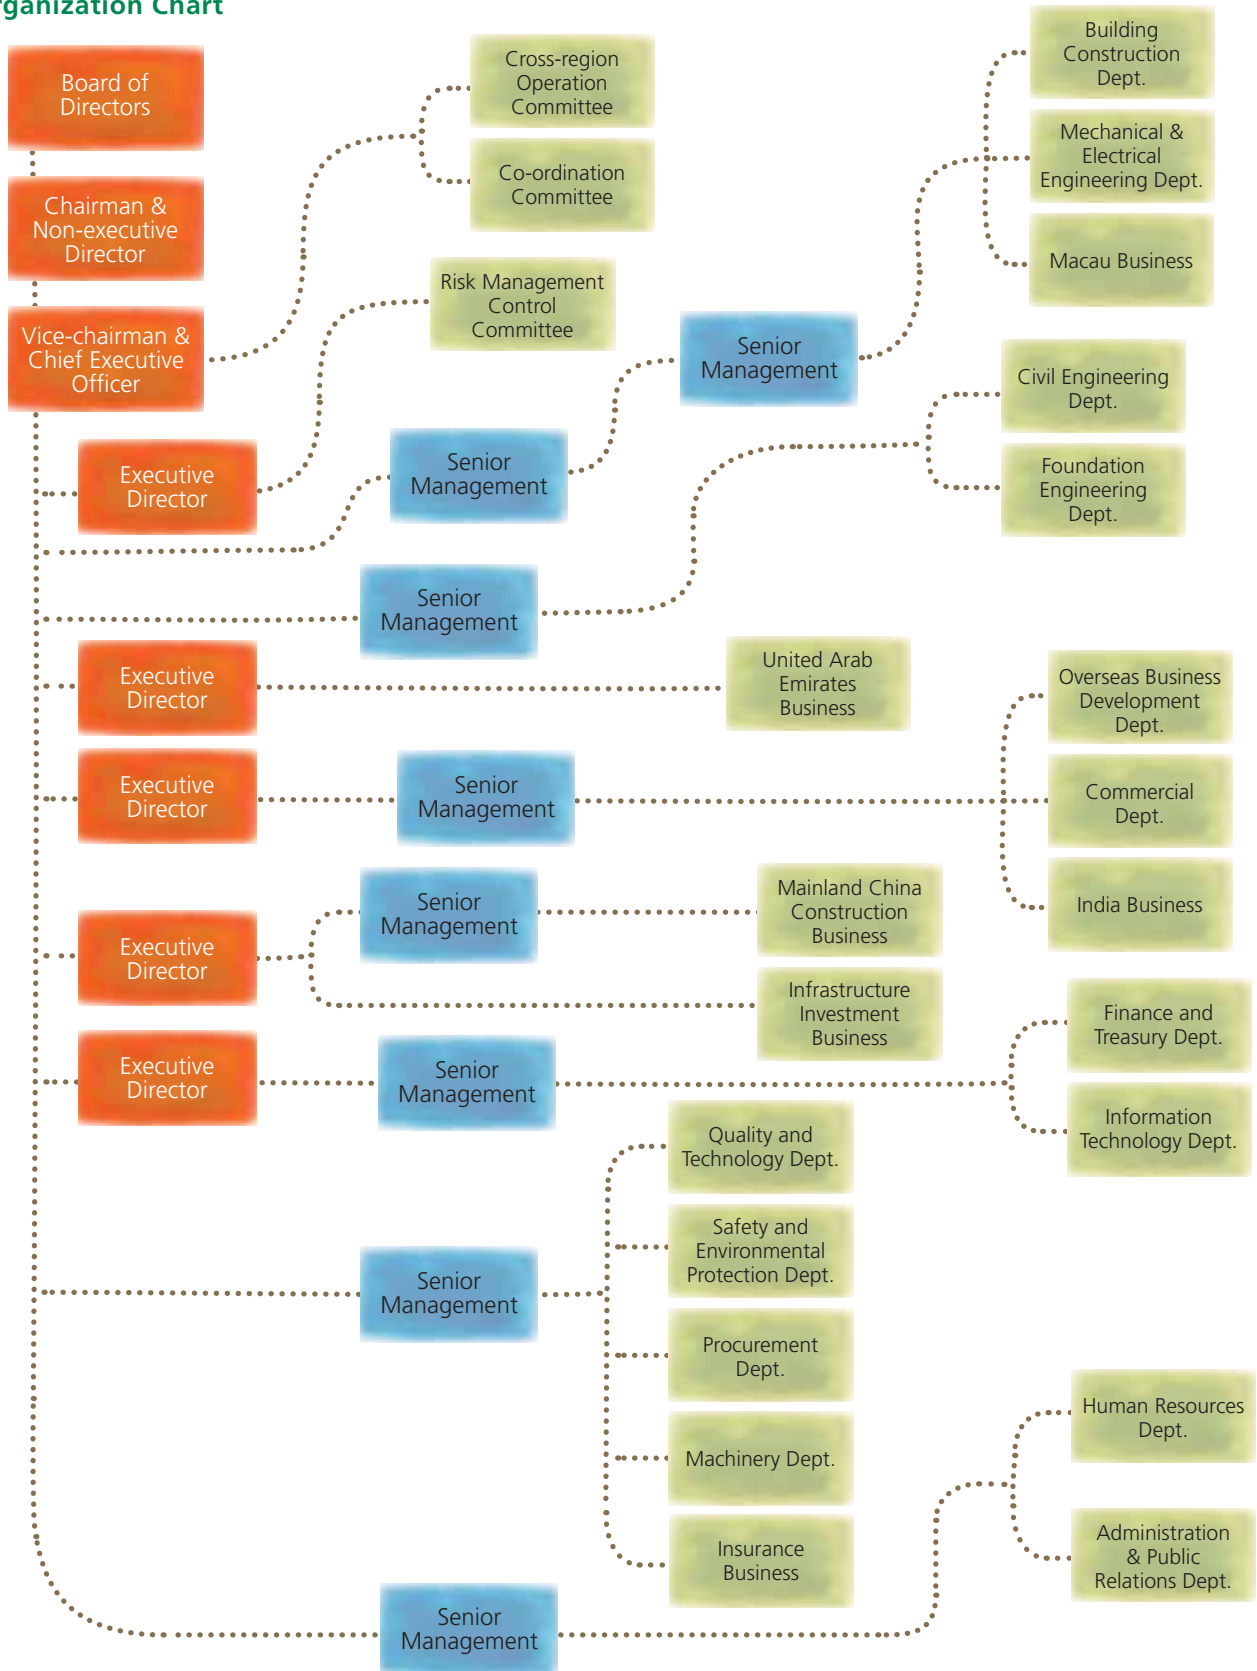 rganization Chart
Board of
Directors
Chairman &
Non-executive
Director
Vice-chairman &
Chief Executive
Officer
Cross-region
Operation
Committee
Co-ordination
Committee
Risk Management
Control
Committee
Executive
Director
Senior
Management
Senior
Management
Building
Construction
Dept.
Mechanical &
Electrical
Engineering Dept.
Macau Business
Senior
Management
Civil Engineering
Dept.
Foundation
Engineering
Dept.
Executive
Director
United Arab
Emirates
Business
Executive
Director
Senior
Management
Overseas Business
Development
Dept.
Commercial
Dept.
India Business
Executive
Director
Senior
Management
Mainland China
Construction
Business
Infrastructure
Investment
Business
Executive
Director
Senior
Management
Finance and
Treasury Dept.
Information
Technology Dept.
Senior
Management
Quality and
Technology Dept.
Safety and
Environmental
Protection Dept.
Procurement
Dept.
Machinery Dept.
Insurance
Business
Senior
Management
Human Resources
Dept.
Administration
& Public
Relations Dept.